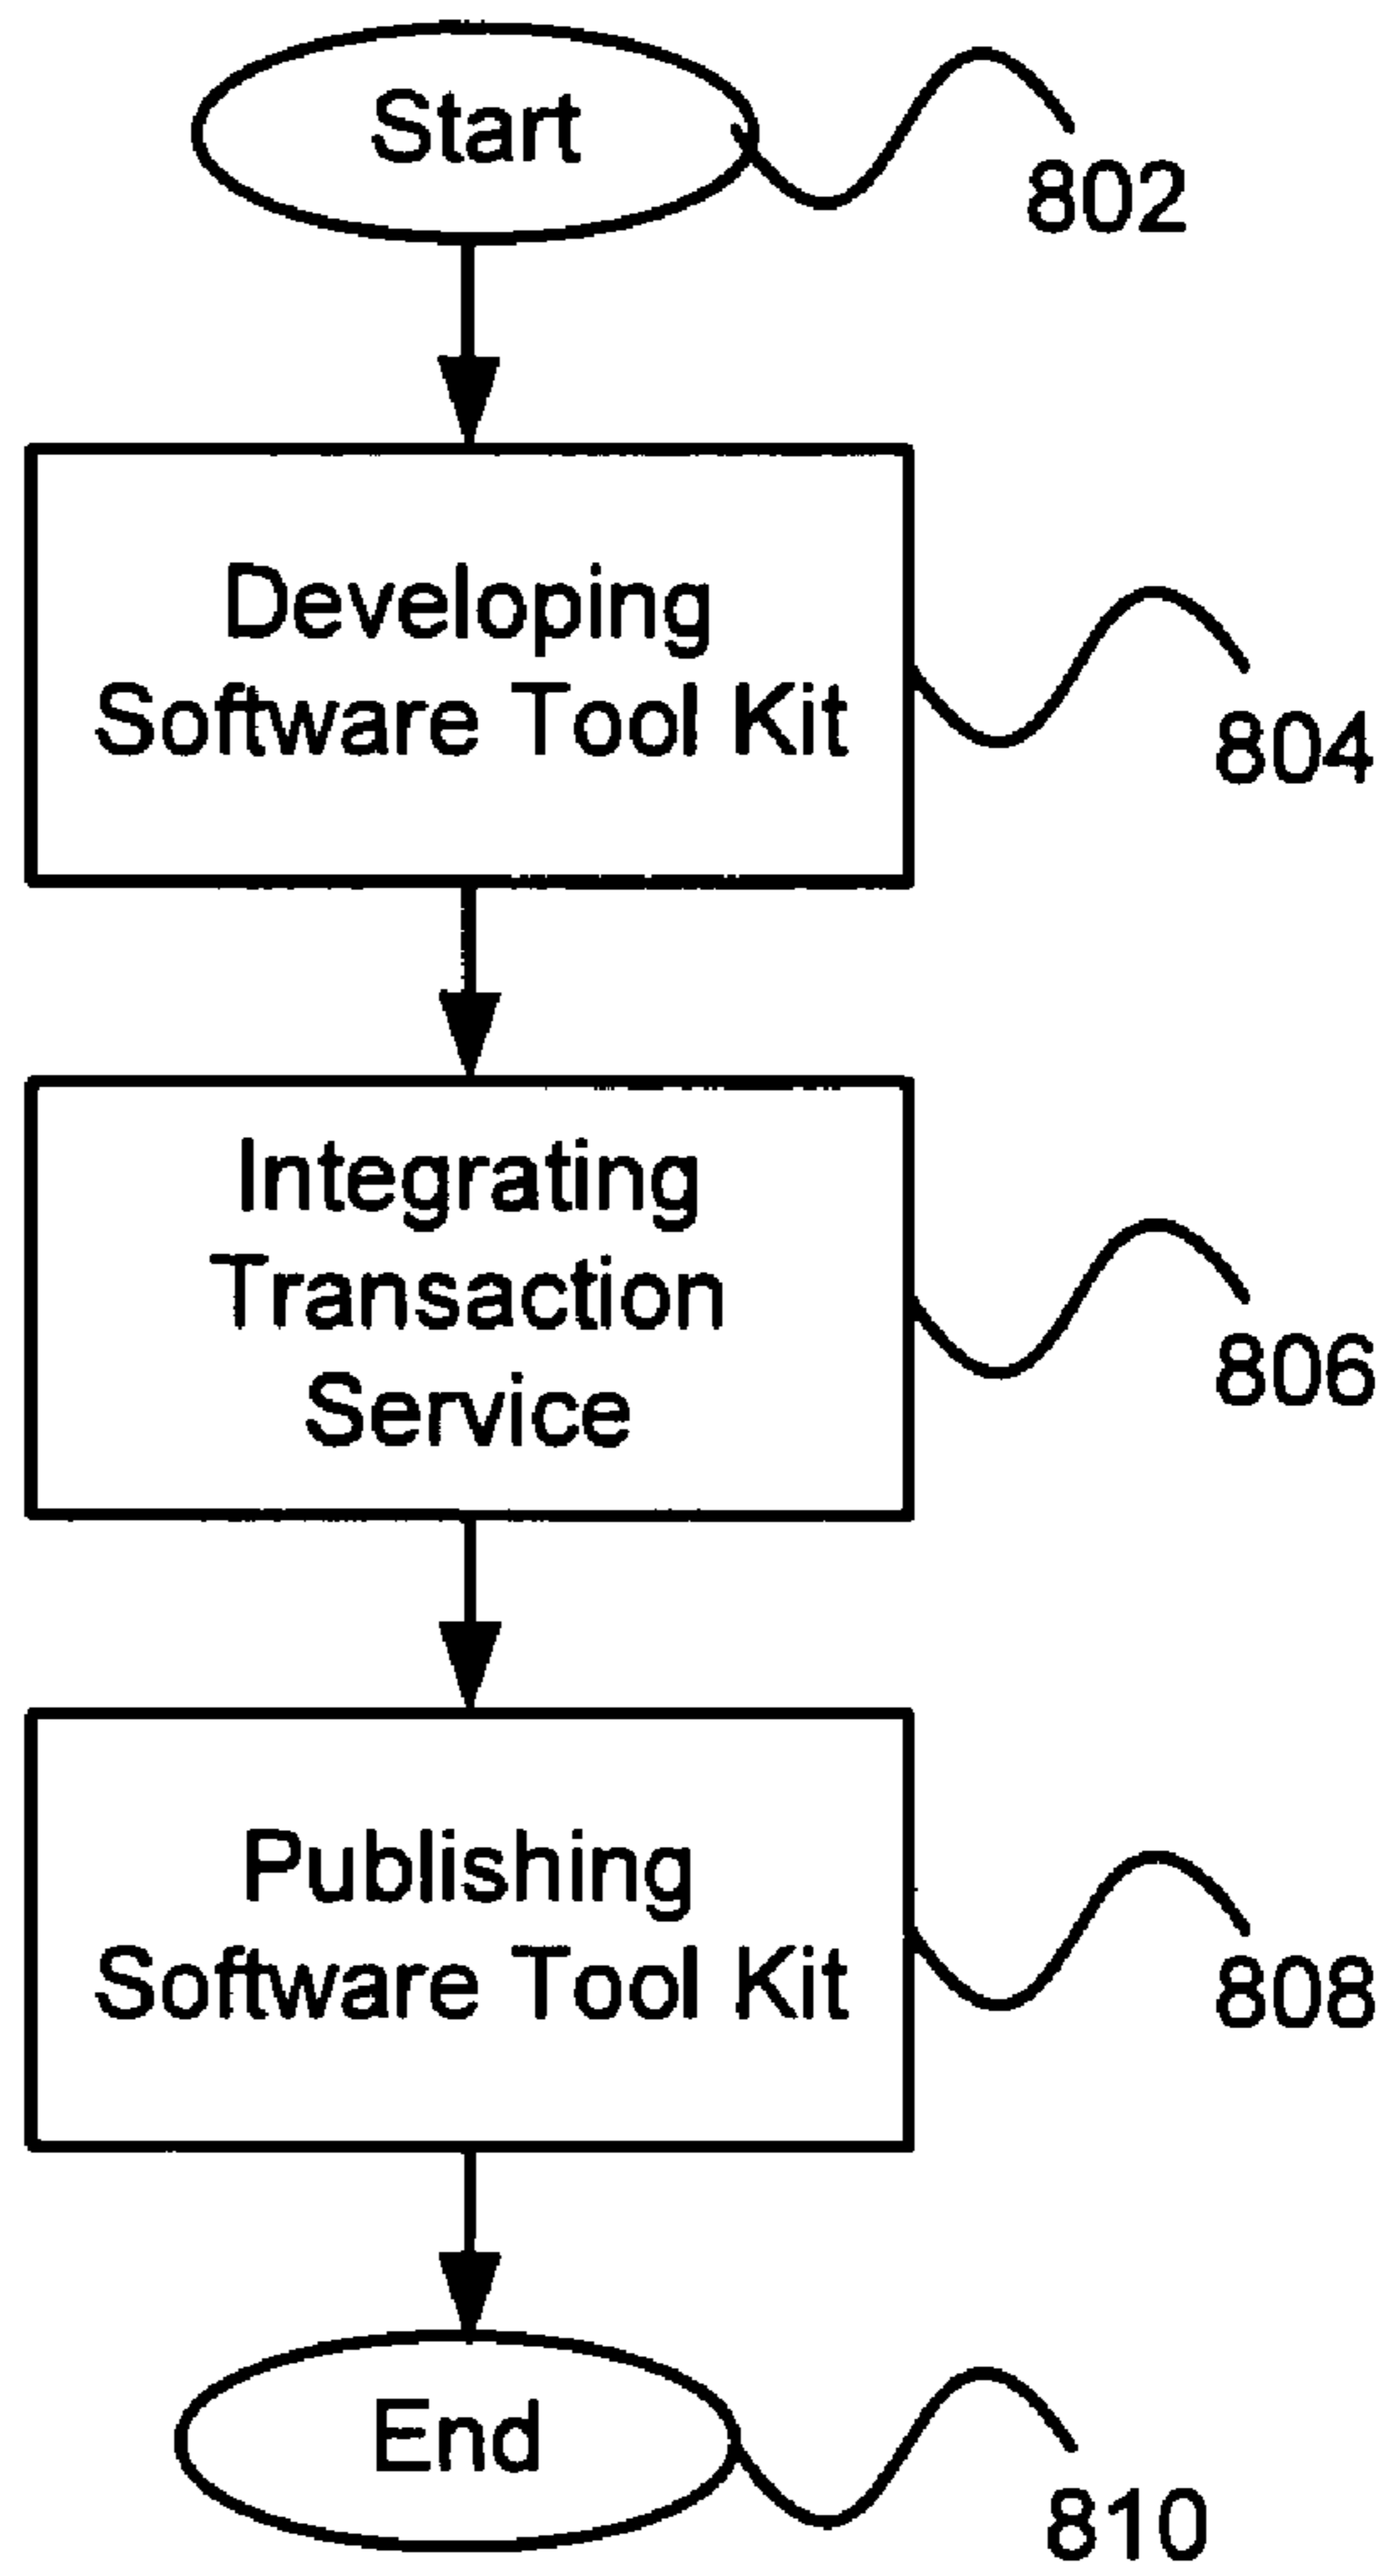 Start
802
Developing
Software Tool Kit
804
Integrating
Transaction
Service
806
Publishing
Software Tool Kit
808
End
810